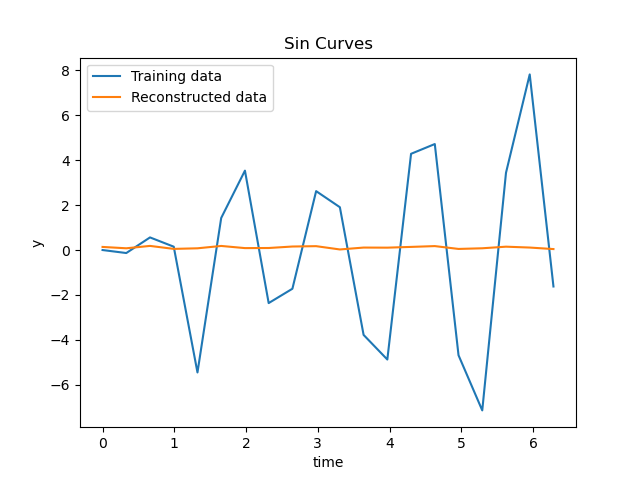 Sin Curves
Training data
Reconstructed data
8
6
4
2
0
−2
−4
−6
y
0 1 2 3 4 5 6
time